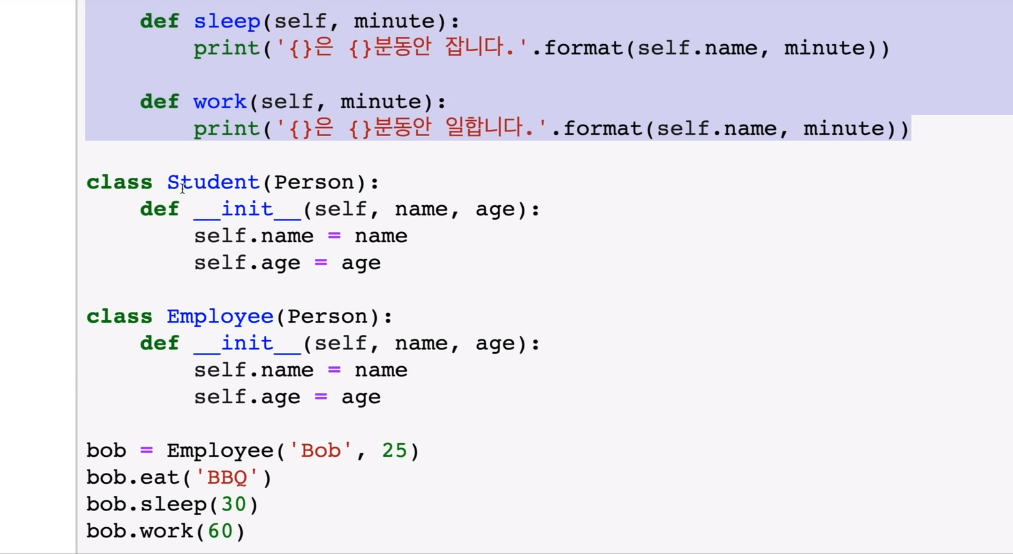 def sleep(self, minute):
print('{}은 {}분동안 잡니다.'.format(self.name, minute))
def work(self, minute):
print('{}은 {}분동안 일합니다.'.format(self.name, minute))
class Student(Person):
def __init__(self, name, age):
self.name = name
self.age = age
class Employee(Person):
def __init__(self, name, age):
self.name = name
self.age = age
bob = Employee('Bob', 25)
bob.eat('BBQ')
bob.sleep(30)
bob.work(60)